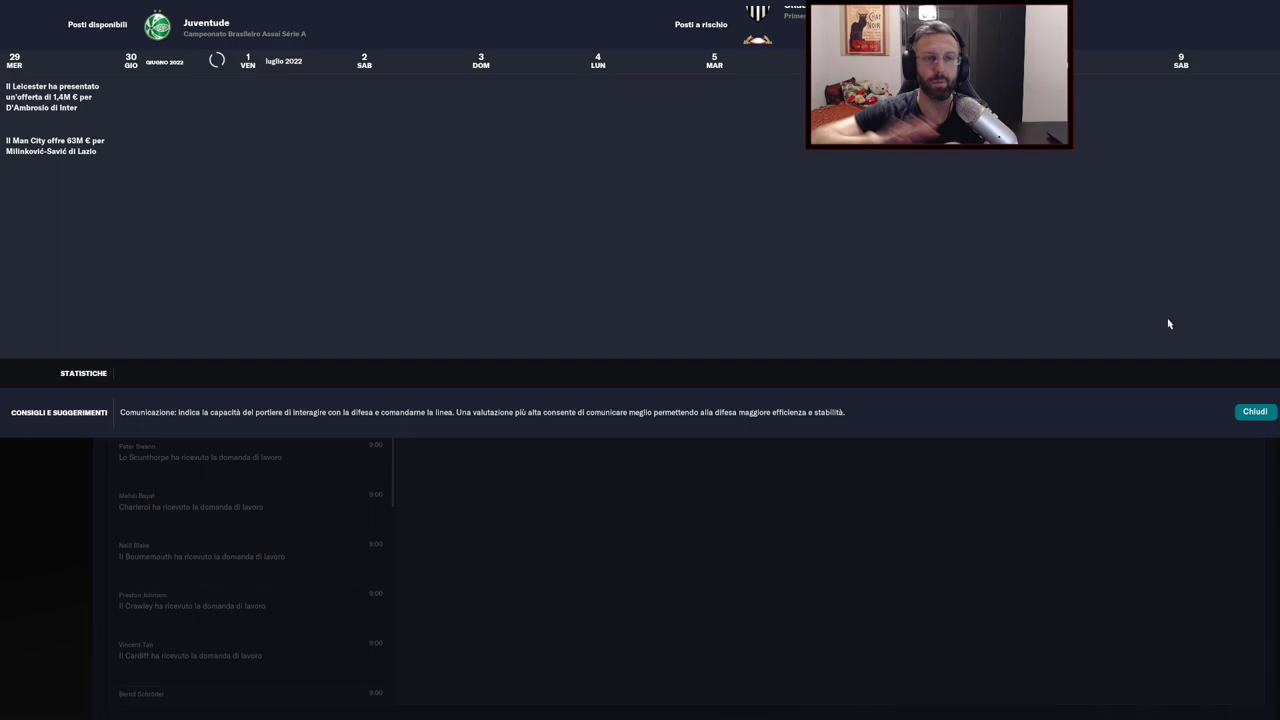 Posti disponibili
Juventude
Campeonato Brasileiro Assaí Série A
Posti a rischio
29
MER
30
GIO
GIUGNO 2022
1
VEN
luglio 2022
2
SAB
3
DOM
4
LUN
5
MAR
9
SAB
CHAT
NOIR
Il Leicester ha presentato
un'offerta di 1,4M € per
D'Ambrosio di Inter
Il Man City offre 63M € per
Milinković-Savić di Lazio
STATISTICHE
CONSIGLI E SUGGERIMENTI
Comunicazione: indica la capacità del portiere di interagire con la difesa e comandarne la linea. Una valutazione più alta consente di comunicare meglio permettendo alla difesa maggiore efficienza e stabilità.
Chiudi
Peter Swann
9:00
Lo Scunthorpe ha ricevuto la domanda di lavoro
Mehdi Bayat
9:00
Charleroi ha ricevuto la domanda di lavoro
Neill Blake
9:00
Il Bournemouth ha ricevuto la domanda di lavoro
Preston Johnson
9:00
Il Crawley ha ricevuto la domanda di lavoro
Vincent Tan
9:00
Il Cardiff ha ricevuto la domanda di lavoro
Bernd Schröder
9:00